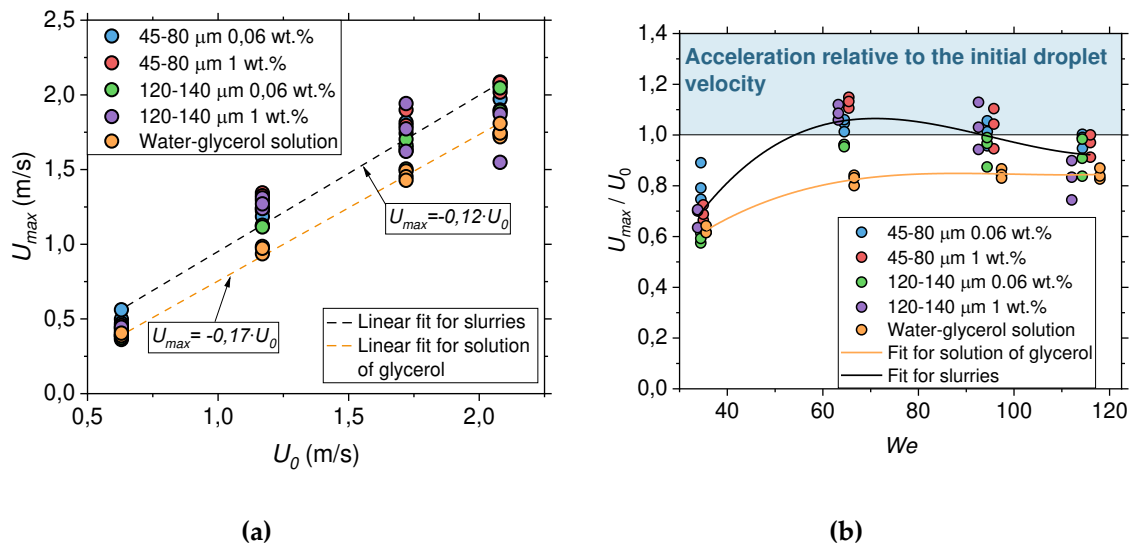 2,5
2,0
1,5
1,0
0,5
0,0
U_max (m/s)
45-80 μm 0,06 wt.%
45-80 μm 1 wt.%
120-140 μm 0,06 wt.%
120-140 μm 1 wt.%
Water-glycerol solution
U_max=-0,12·U_0
U_max= -0,17·U_0
Linear fit for slurries
Linear fit for solution
of glycerol
0,5
1,0
1,5
2,0
U_0 (m/s)
(a)
1,4
1,2
1,0
0,8
0,6
0,4
0,2
0,0
U_max / U_0
Acceleration relative to the initial droplet
velocity
45-80 μm 0.06 wt.%
45-80 μm 1 wt.%
120-140 μm 0.06 wt.%
120-140 μm 1 wt.%
Water-glycerol solution
Fit for solution of glycerol
Fit for slurries
40
60
80
100
120
We
(b)